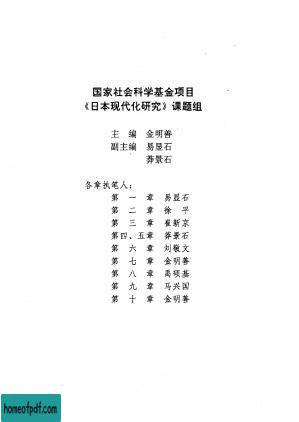 国家社会科学基金项目
《日本现代化研究》课题组
主 编 金明善
副主编 易显石
莽景石
各章执笔人：
第 一 章 易显石
第 二 章 徐 平
第 三 章 崔新京
第四、五章 莽景石
第 六 章 刘敬文
第 七 章 金明善
第 八 章 禹硕基
第 九 章 马兴国
第 十 章 金明善
homeofpdf.com